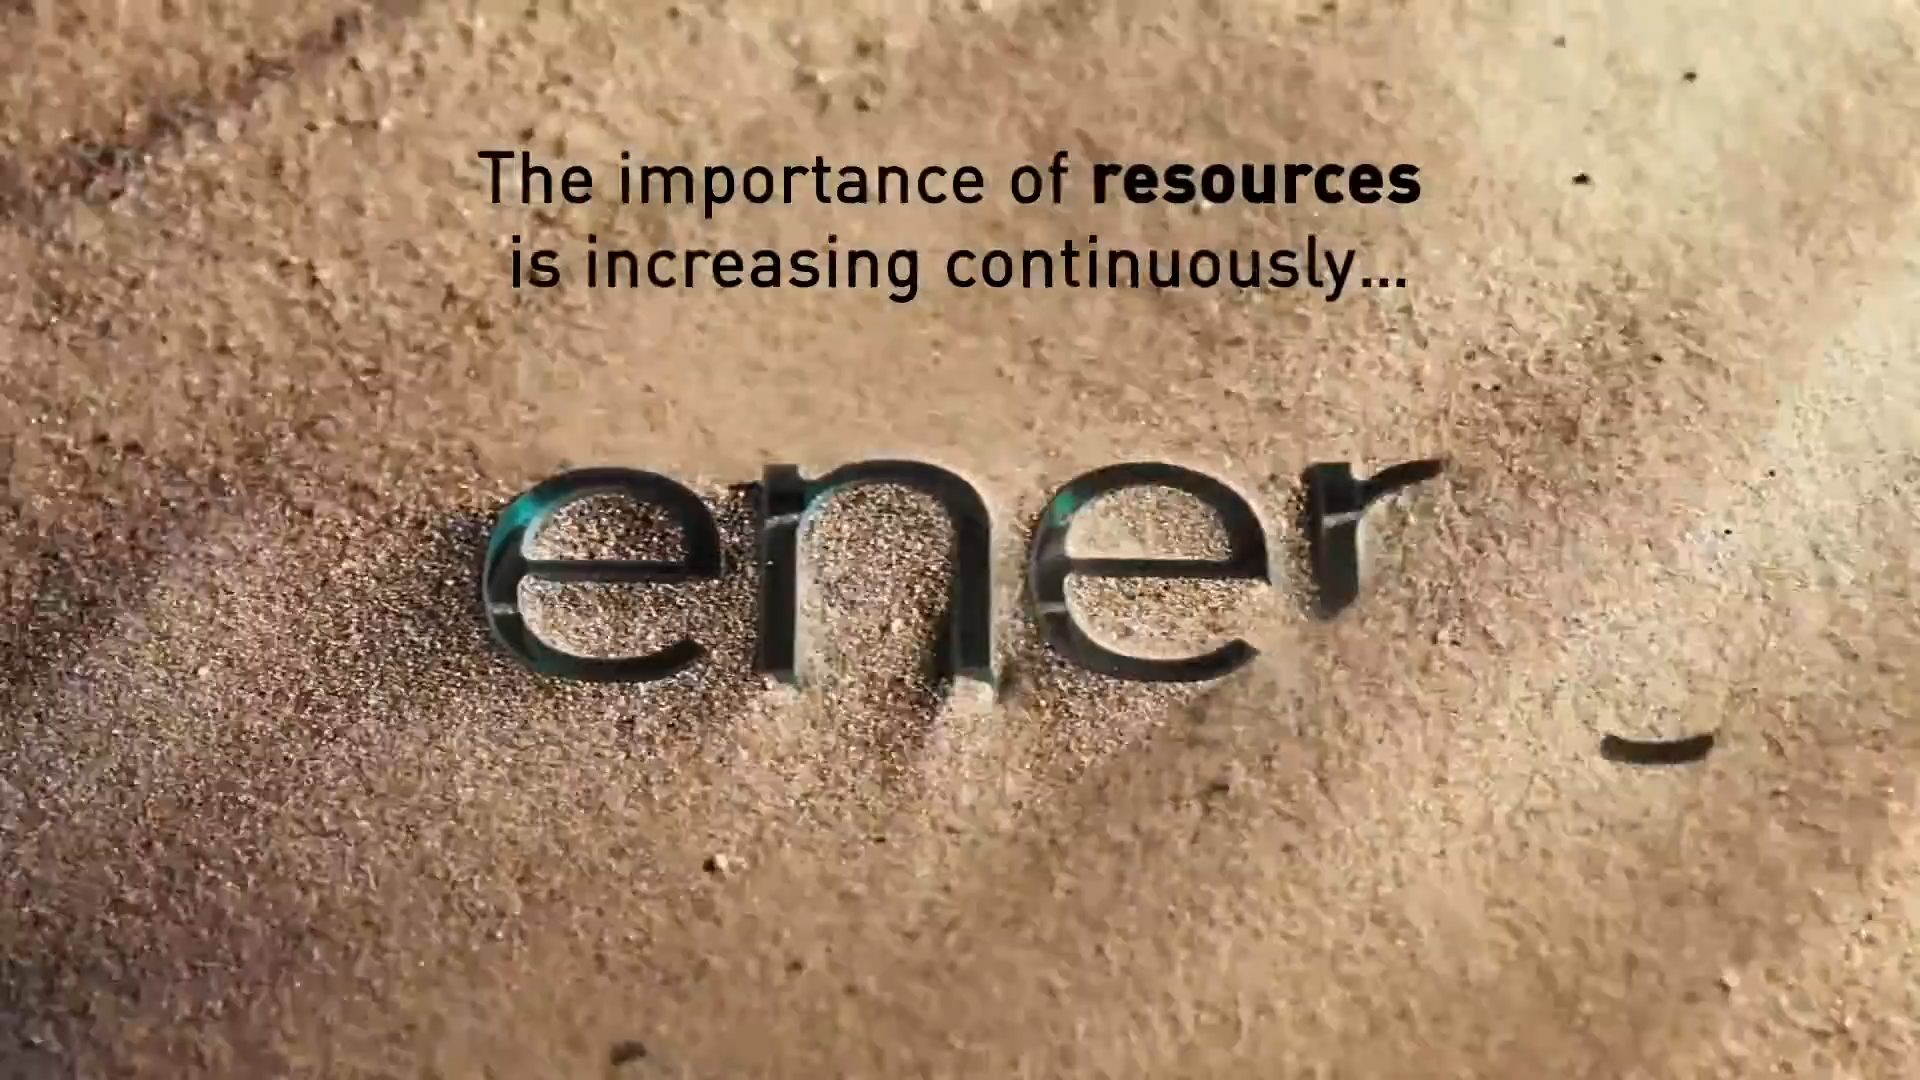 The importance of resources
is increasing continuously...
ener